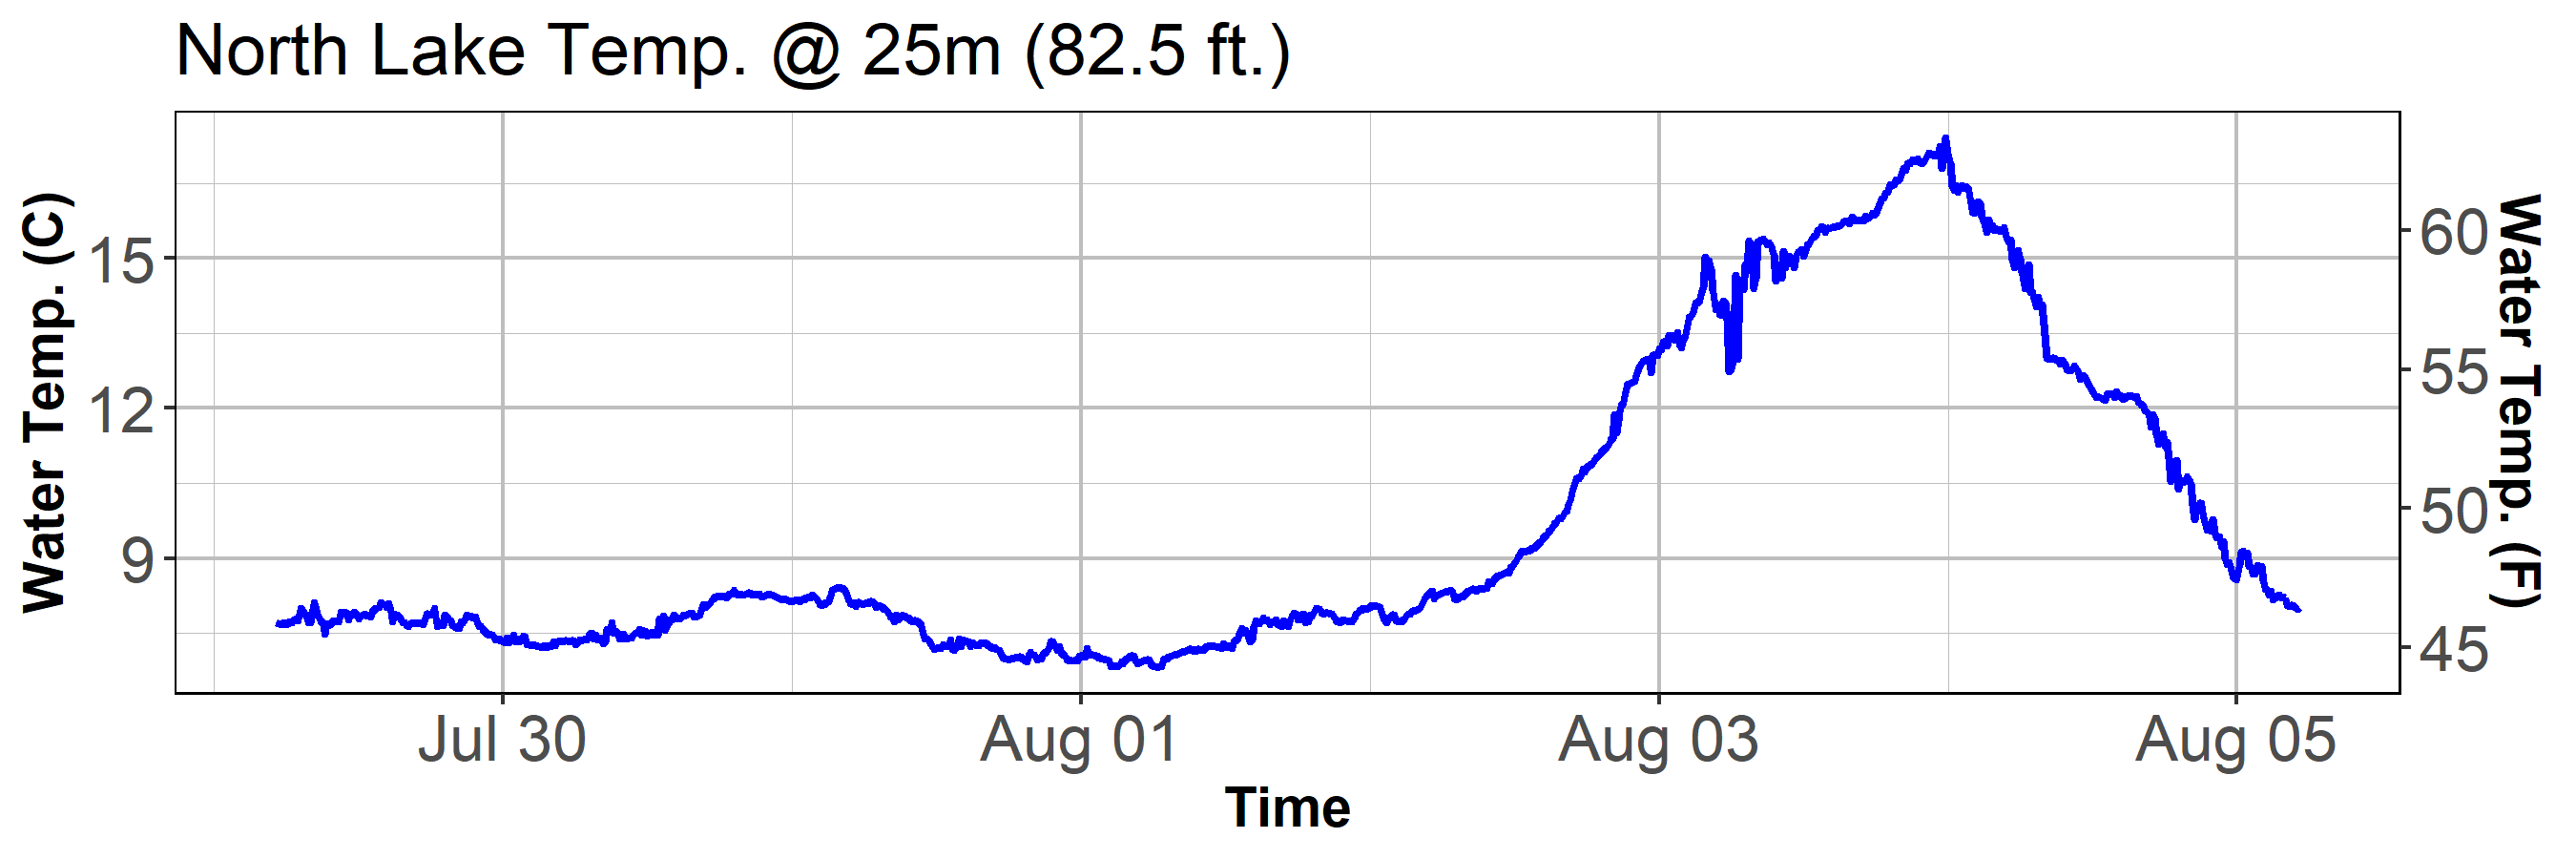 North Lake Temp. @ 25m (82.5 ft.)
Water Temp. (C)
15
12
9
60
55
50
45
Water Temp. (F)
Jul 30
Aug 01
Aug 03
Aug 05
Time